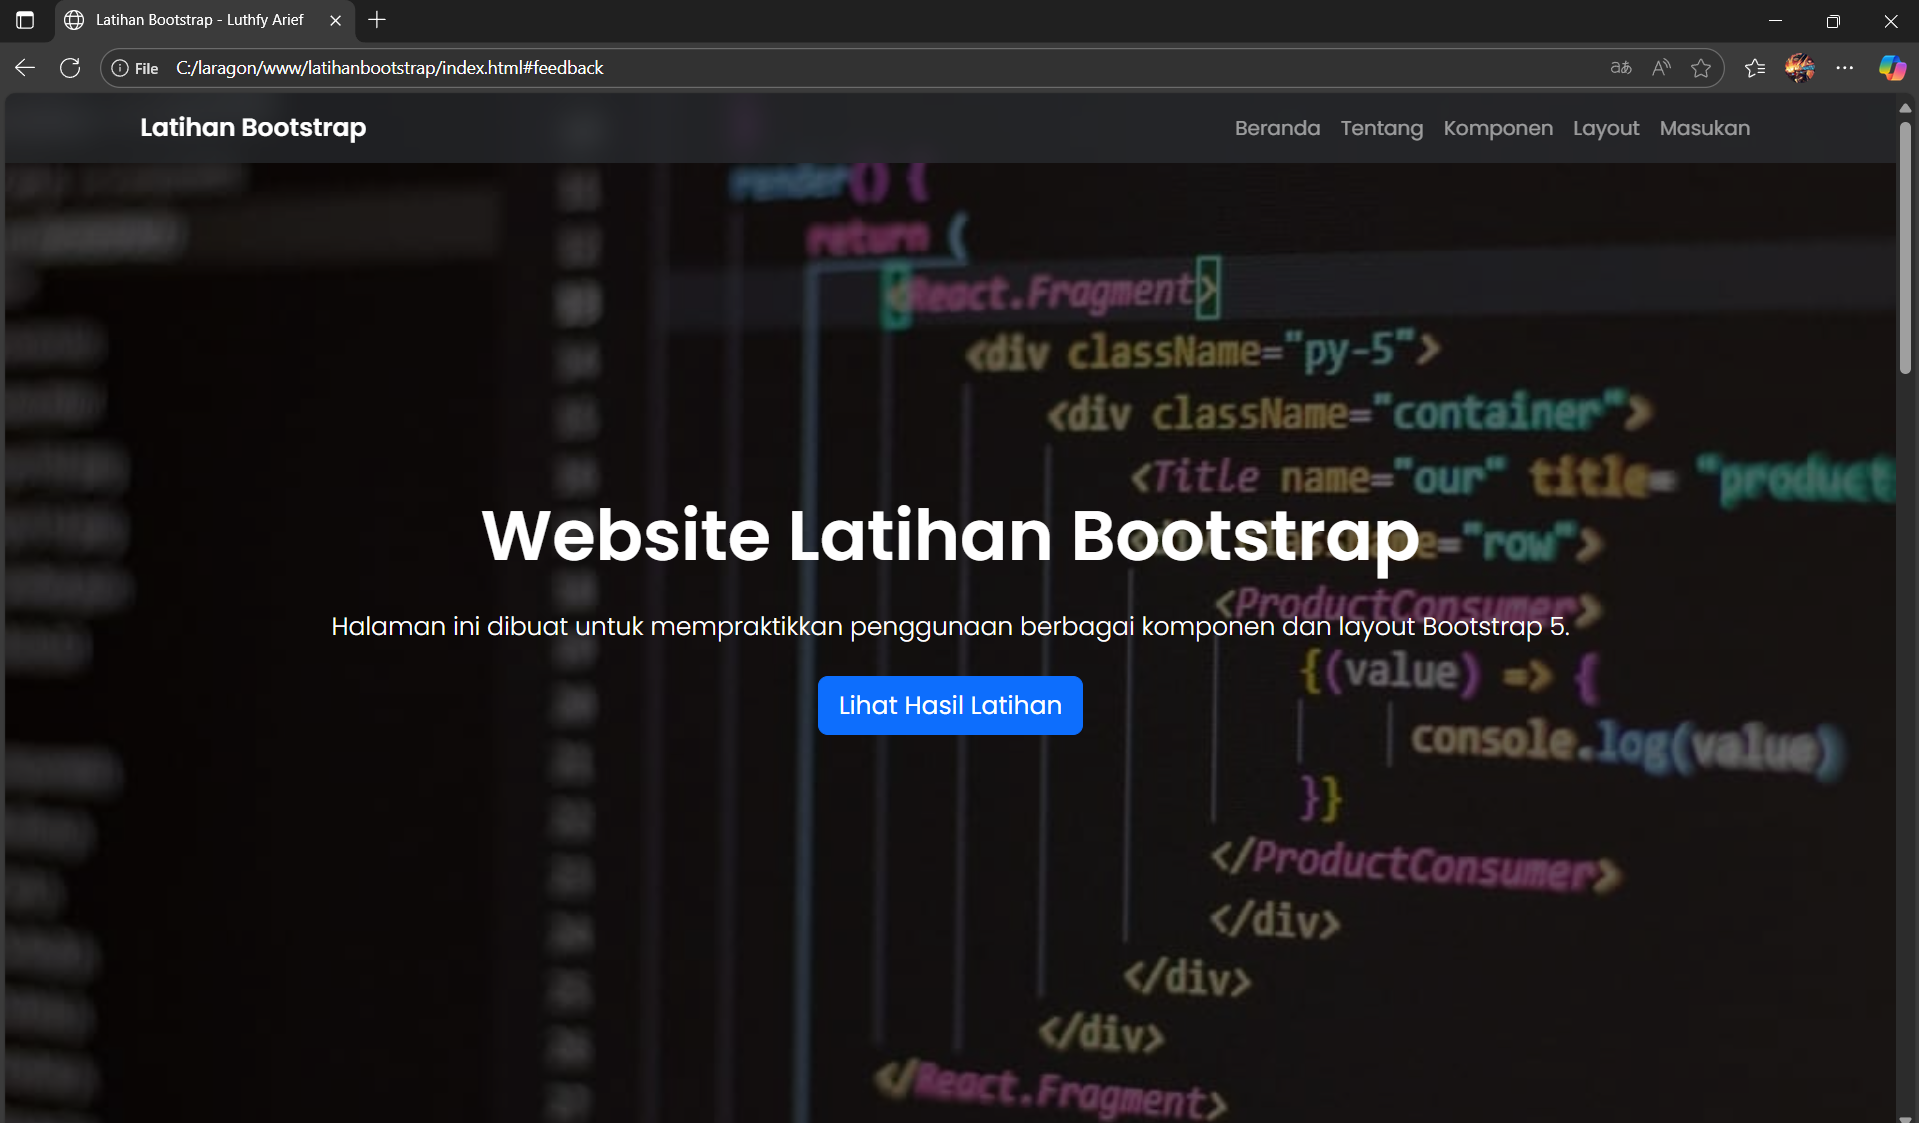 Latihan Bootstrap - Luthfy Arief
File C:/laragon/www/latihanbootstrap/index.html#feedback
Latihan Bootstrap
Beranda Tentang Komponen Layout Masukan
render() {
return (
<React.Fragment>
<div className="py-5">
<div className="container">
<Title name="our" title= "product
Website Latihan Bootstrap
="row">
<ProductConsumer>
Halaman ini dibuat untuk mempraktikkan penggunaan berbagai komponen dan layout Bootstrap 5.
{(value) => {
Lihat Hasil Latihan
console.log(value)
}}
</ProductConsumer>
</div>
</div>
</div>
</React.Fragment>